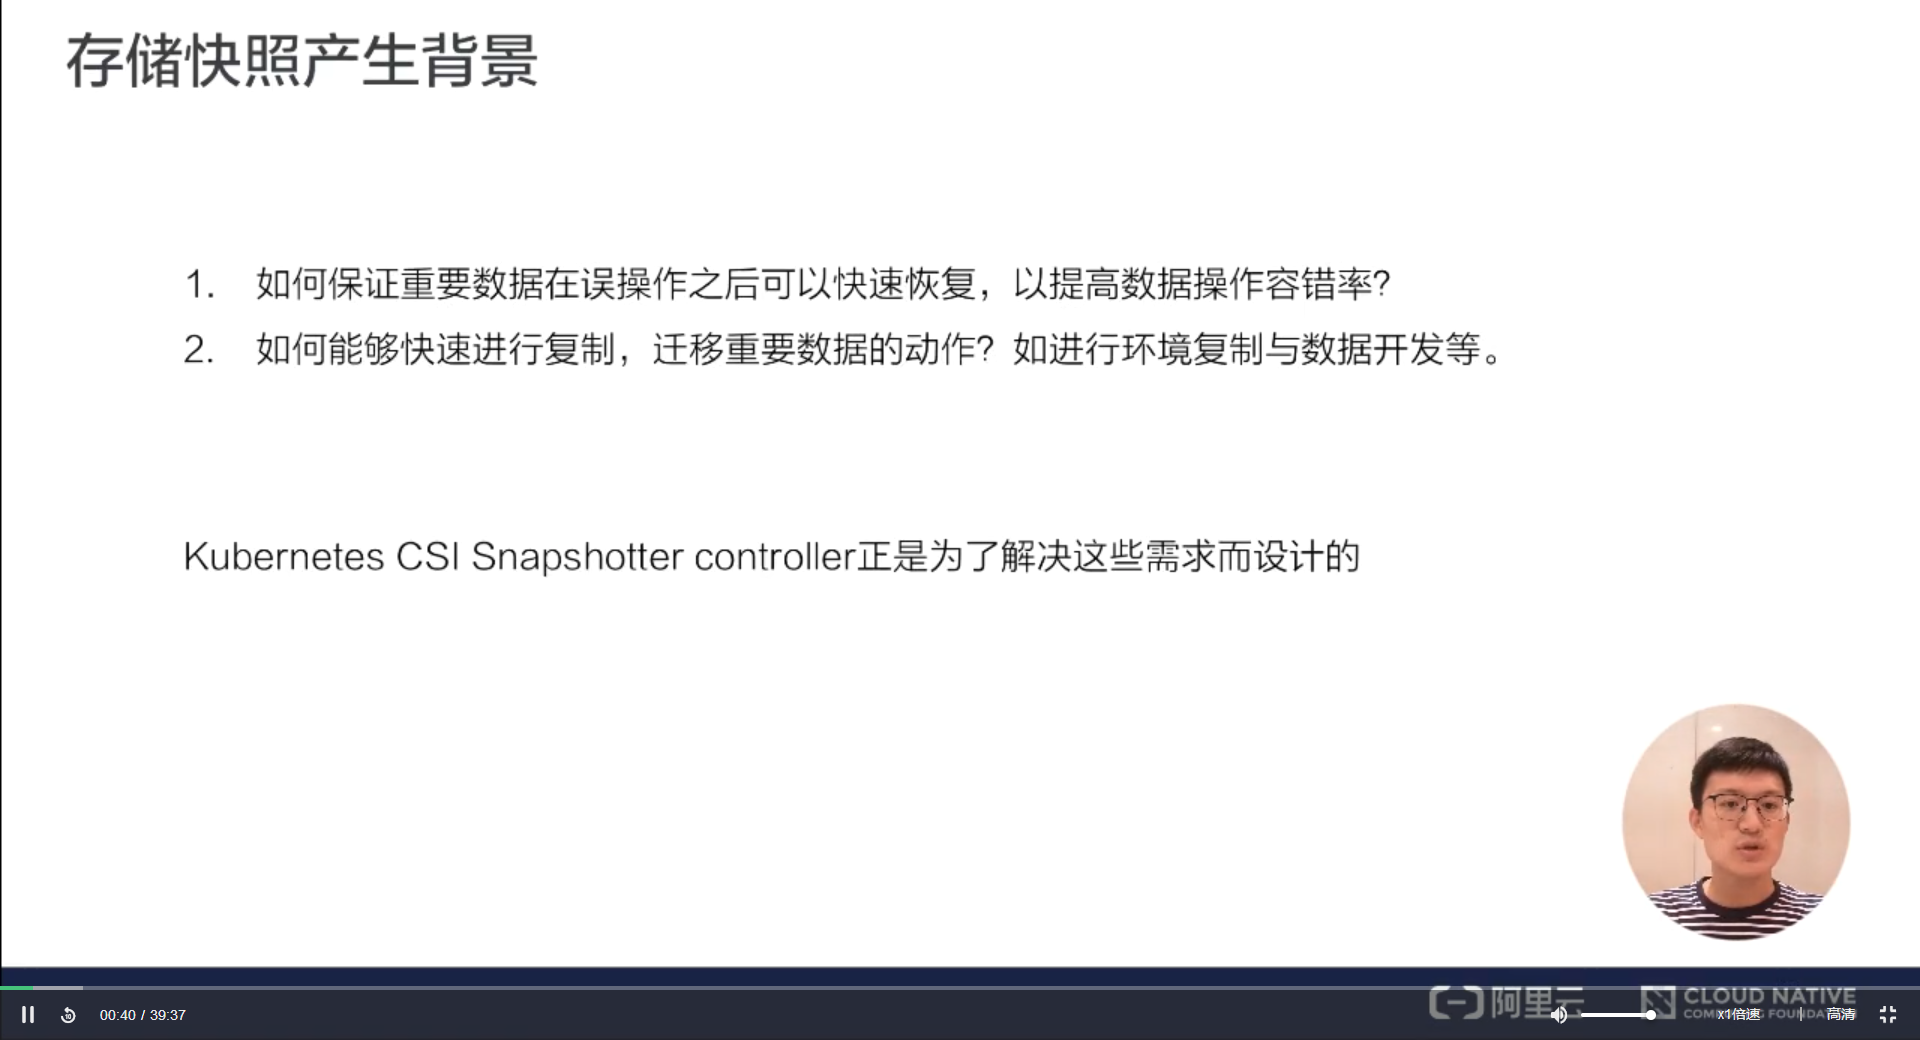 存储快照产生背景
1. 如何保证重要数据在误操作之后可以快速恢复，以提高数据操作容错率？
2. 如何能够快速进行复制，迁移重要数据的动作？如进行环境复制与数据开发等。
Kubernetes CSI Snapshotter controller正是为了解决这些需求而设计的
00:40 / 39:37
阿里云
CLOUD NATIVE
x1倍速
高清